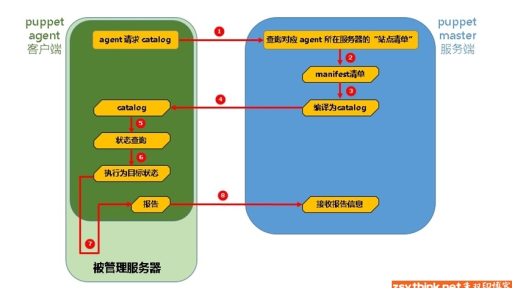 puppet
agent
客户端
puppet
master
服务端
agent 请求 catalog
1
查询对应 agent 所在服务器的“站点清单”
2
manifest清单
3
catalog
4
编译为catalog
5
状态查询
6
执行为目标状态
报告
8
接收报告信息
7
被管理服务器
zsythink.net朱双印博客